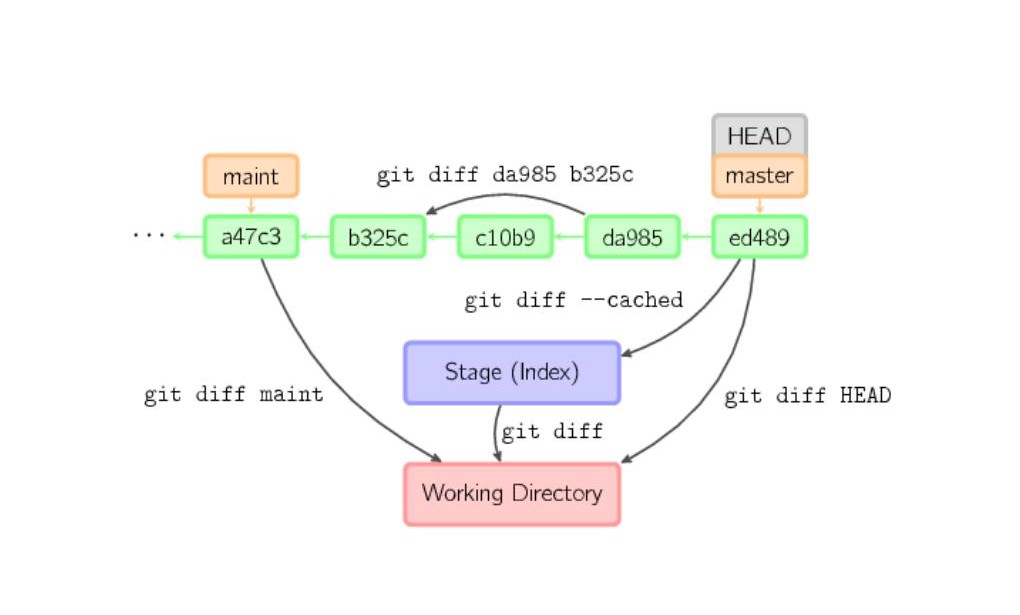 HEAD
maint
git diff da985 b325c
master
...
a47c3
b325c
c10b9
da985
ed489
git diff --cached
Stage (Index)
git diff maint
git diff HEAD
git diff
Working Directory